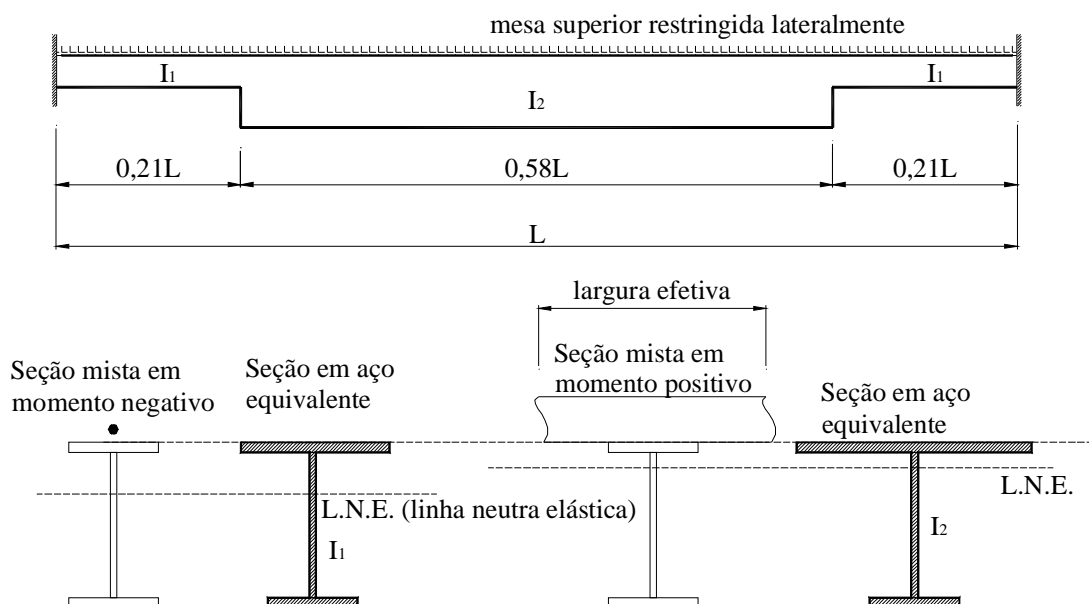 mesa superior restringida lateralmente
I1
I2
I1
0,21L
0,58L
0,21L
L
largura efetiva
Seção mista em
momento negativo
Seção em aço
equivalente
Seção mista em
momento positivo
Seção em aço
equivalente
L.N.E. (linha neutra elástica)
I1
L.N.E.
I2